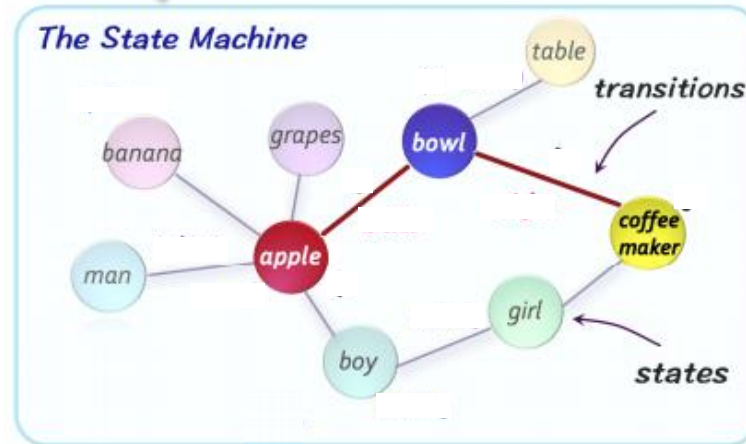 The State Machine
table
transitions
grapes
bowl
banana
coffee
maker
apple
man
girl
boy
states